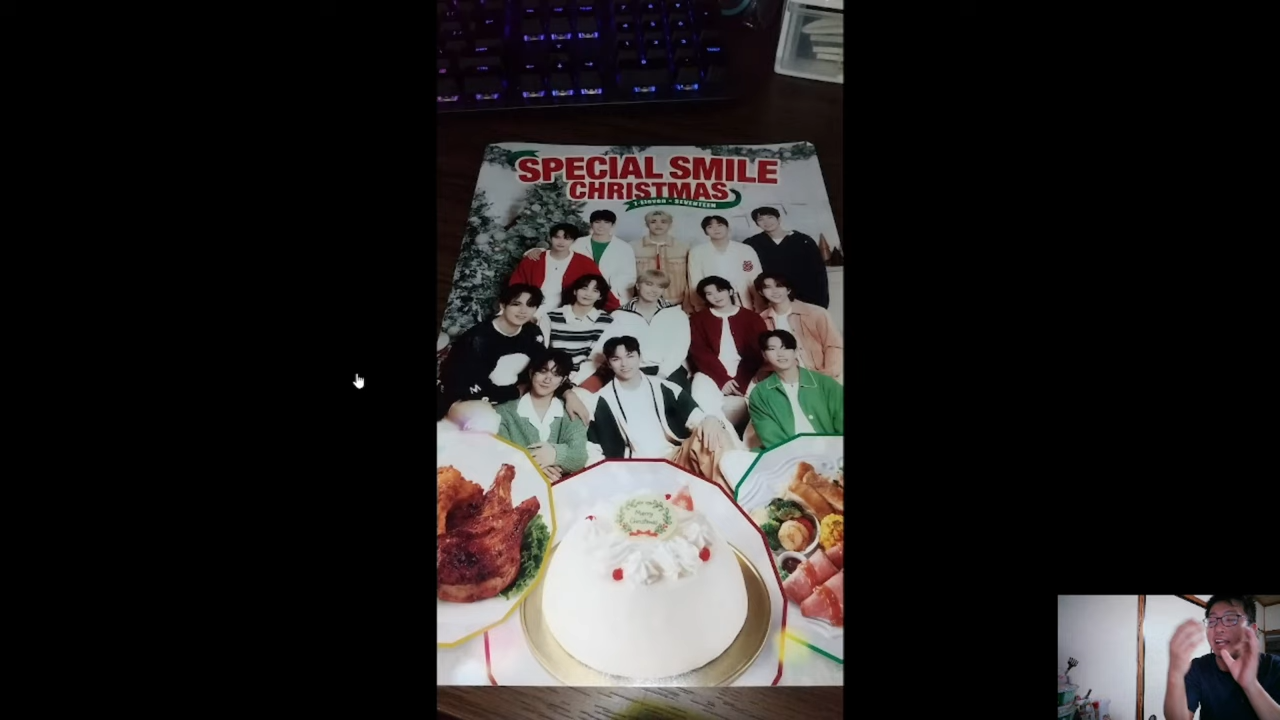 SPECIAL SMILE
CHRISTMAS
7-Eleven × SEVENTEEN
Merry
Christmas